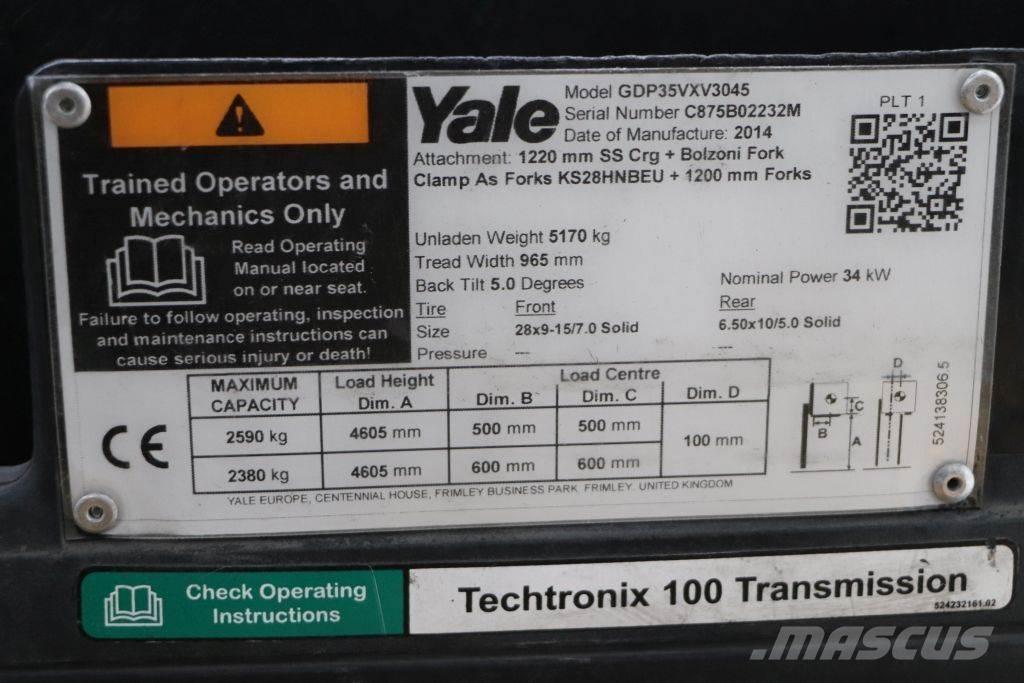 Trained Operators and
Mechanics Only
Read Operating
Manual located
on or near seat.
Failure to follow operating, inspection
and maintenance instructions can
cause serious injury or death!
Yale
Model GDP35VXV3045
Serial Number C875B02232M
Date of Manufacture: 2014
Attachment: 1220 mm SS Crg + Bolzoni Fork
Clamp As Forks KS28HNBEU + 1200 mm Forks
PLT 1
Unladen Weight 5170 kg
Tread Width 965 mm
Back Tilt 5.0 Degrees
Nominal Power 34 kW
Tire Front Rear
Size 28x9-15/7.0 Solid 6.50x10/5.0 Solid
Pressure --- ---
MAXIMUM CAPACITY Load Height Dim. A Load Centre
Dim. B Dim. C Dim. D
2590 kg 4605 mm 500 mm 500 mm 100 mm
2380 kg 4605 mm 600 mm 600 mm
D
C
B
A
524138306.5
CE
YALE EUROPE, CENTENNIAL HOUSE, FRIMLEY BUSINESS PARK, FRIMLEY. UNITED KINGDOM
Check Operating
Instructions
Techtronix 100 Transmission
524232161.02
MASCUS